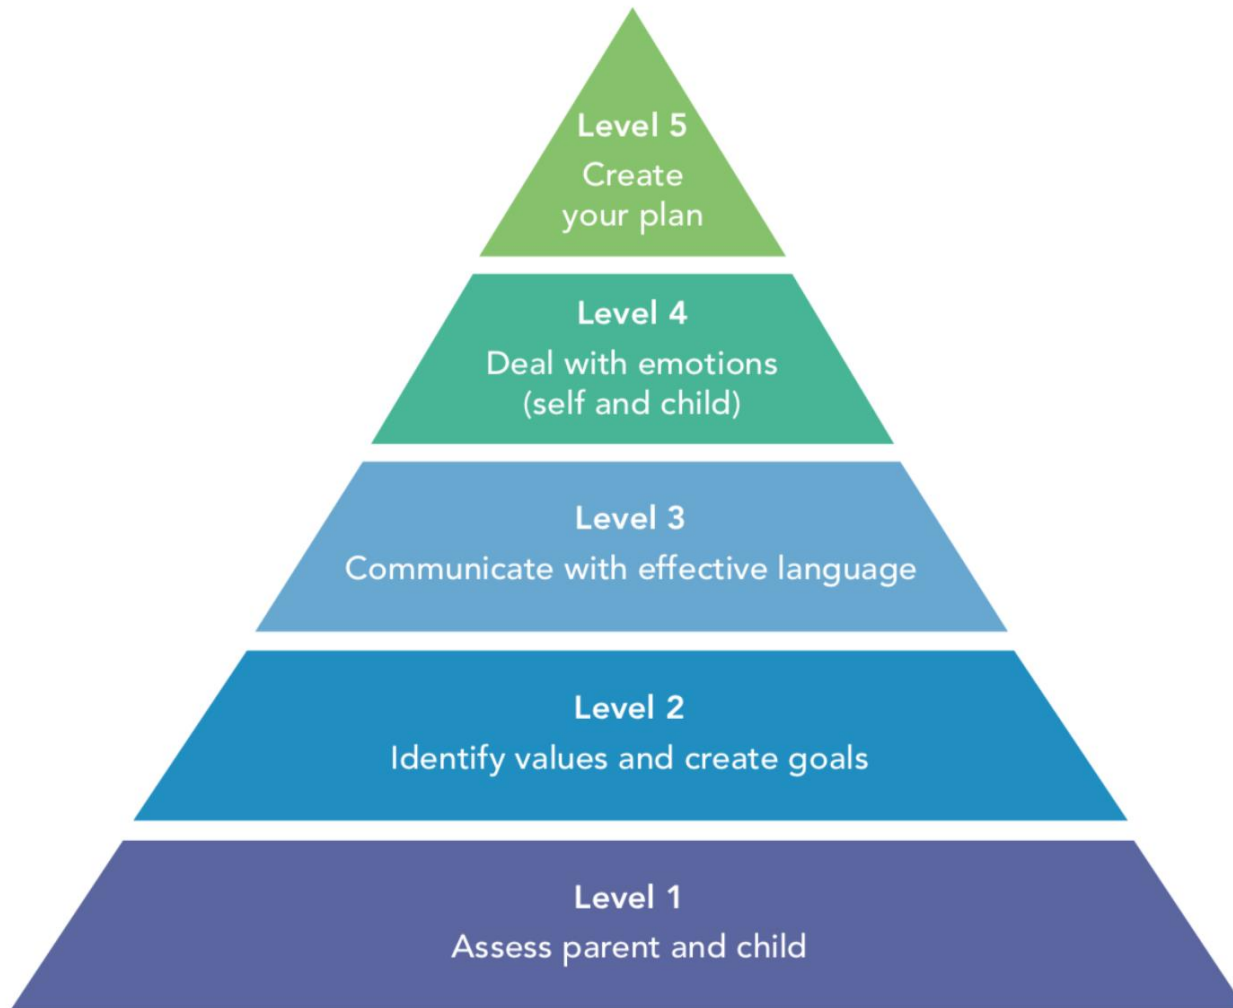 Level 5
Create
your plan
Level 4
Deal with emotions
(self and child)
Level 3
Communicate with effective language
Level 2
Identify values and create goals
Level 1
Assess parent and child